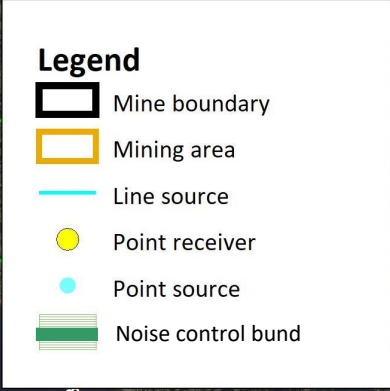 Legend
Mine boundary
Mining area
Line source
Point receiver
Point source
Noise control bund